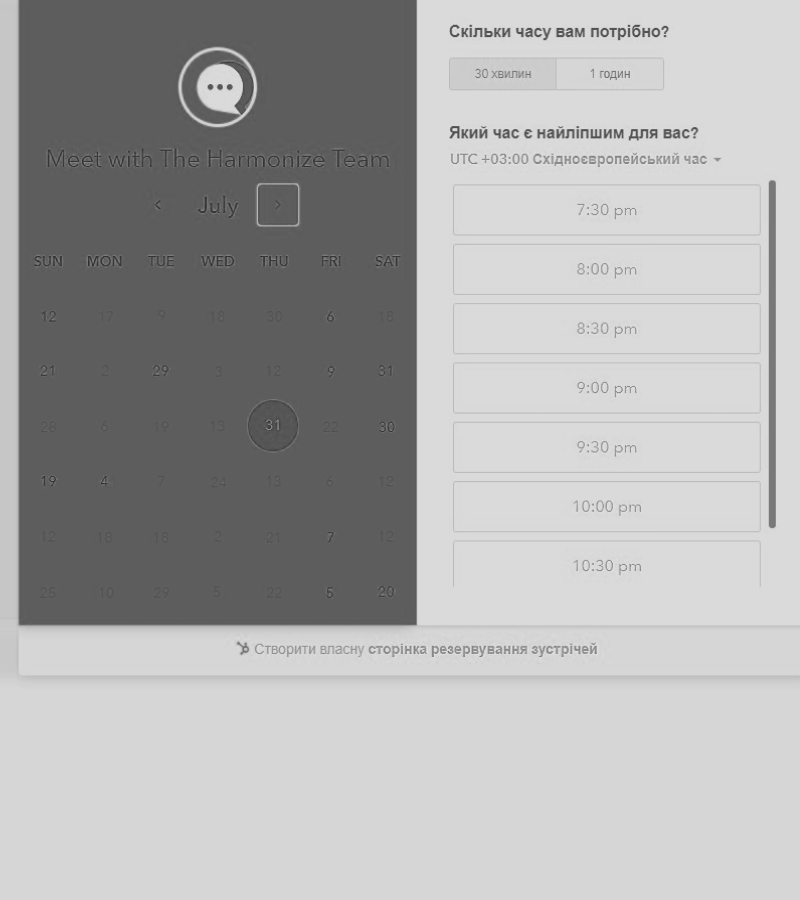 Meet with The Harmonize Team
July
SUN MON TUE WED THU FRI SAT
12 17 9 18 30 6 18
21 2 29 3 12 9 31
28 6 19 13 31 22 30
19 4 7 24 13 6 12
12 18 18 2 21 7 12
25 10 29 5 22 5 20
Скільки часу вам потрібно?
30 хвилин 1 годин
Який час є найліпшим для вас?
UTC +03:00 Східноєвропейський час
7:30 pm
8:00 pm
8:30 pm
9:00 pm
9:30 pm
10:00 pm
10:30 pm
Створити власну сторінка резервування зустрічей